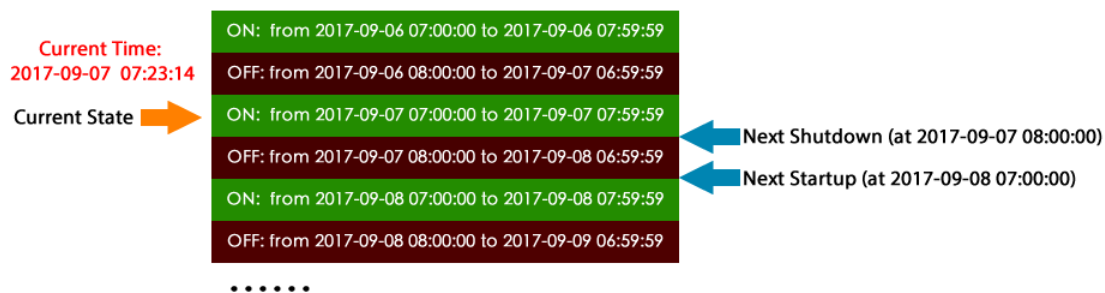 ON: from 2017-09-06 07:00:00 to 2017-09-06 07:59:59
Current Time:
2017-09-07 07:23:14
OFF: from 2017-09-06 08:00:00 to 2017-09-07 06:59:59
Current State
ON: from 2017-09-07 07:00:00 to 2017-09-07 07:59:59
Next Shutdown (at 2017-09-07 08:00:00)
OFF: from 2017-09-07 08:00:00 to 2017-09-08 06:59:59
Next Startup (at 2017-09-08 07:00:00)
ON: from 2017-09-08 07:00:00 to 2017-09-08 07:59:59
OFF: from 2017-09-08 08:00:00 to 2017-09-09 06:59:59
......